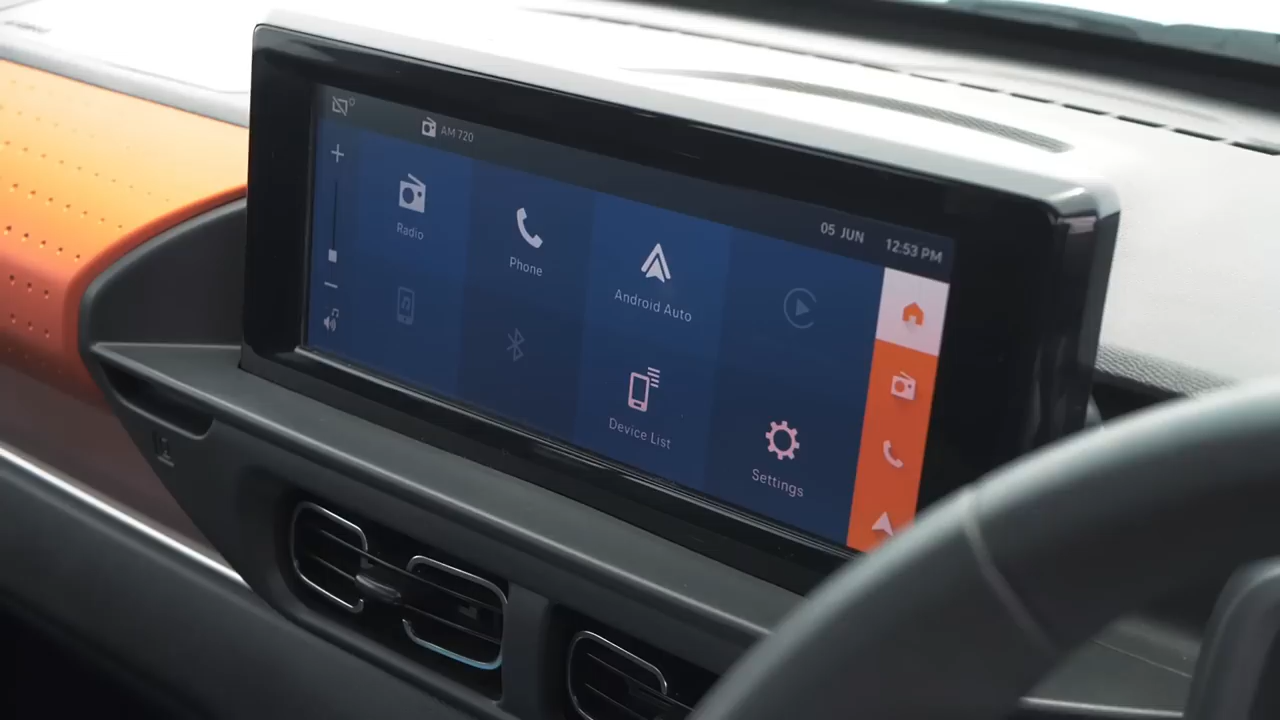 AM 720
05 JUN 12:53 PM
Radio
Phone
Android Auto
Device List
Settings